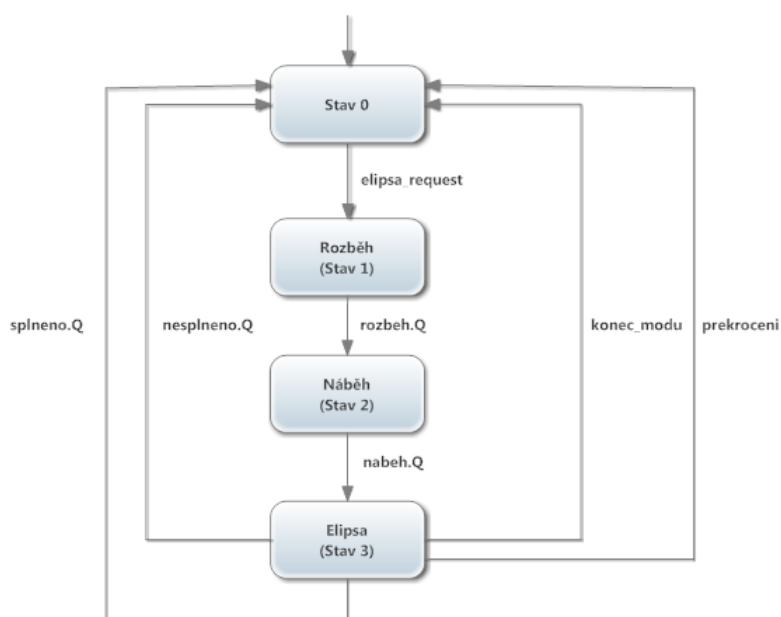 Stav 0
elipsa_request
Rozběh
(Stav 1)
splneno.Q
nesplneno.Q
rozbeh.Q
konec_modu
prekroceni
Náběh
(Stav 2)
nabeh.Q
Elipsa
(Stav 3)